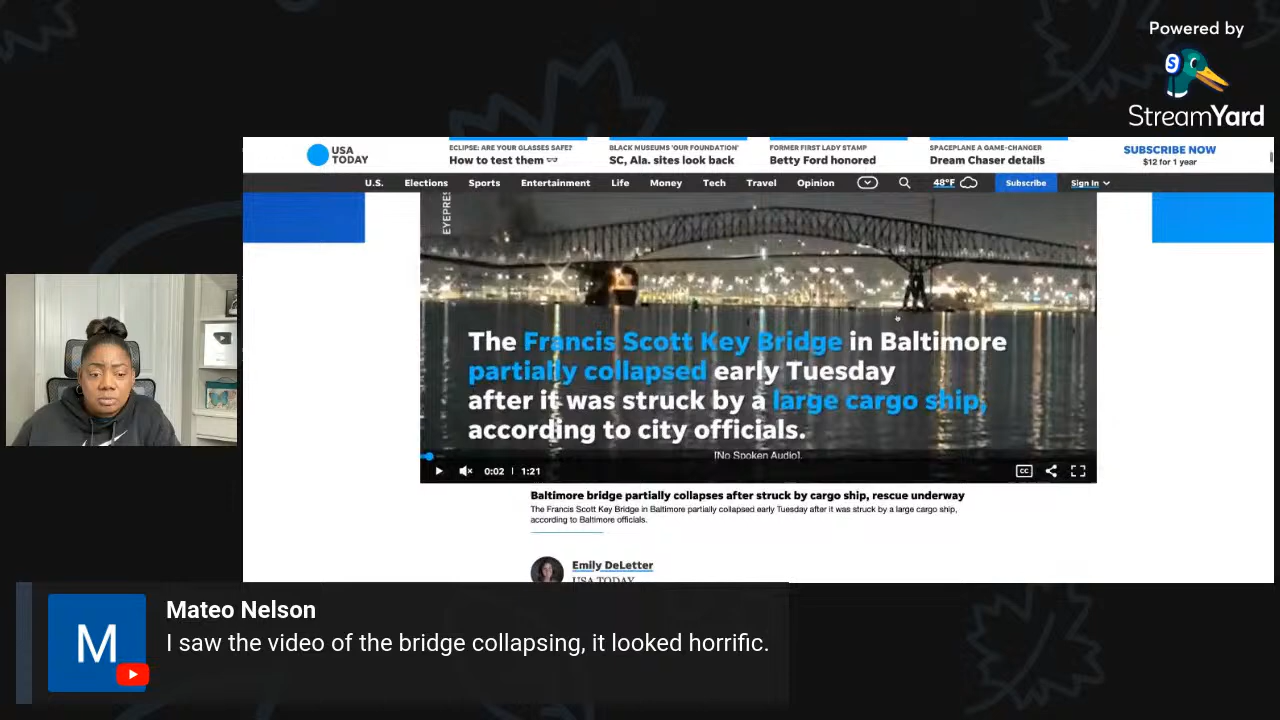 Powered by
StreamYard
USA
TODAY
ECLIPSE: ARE YOUR GLASSES SAFE?
How to test them
BLACK MUSEUMS 'OUR FOUNDATION'
SC, Ala. sites look back
FORMER FIRST LADY STAMP
Betty Ford honored
SPACEPLANE A GAME-CHANGER
Dream Chaser details
SUBSCRIBE NOW
$12 for 1 year
U.S. Elections Sports Entertainment Life Money Tech Travel Opinion 48°F Subscribe Sign In
The Francis Scott Key Bridge in Baltimore
partially collapsed early Tuesday
after it was struck by a large cargo ship,
according to city officials.
[No Spoken Audio].
0:02 | 1:21 CC
Baltimore bridge partially collapses after struck by cargo ship, rescue underway
The Francis Scott Key Bridge in Baltimore partially collapsed early Tuesday after it was struck by a large cargo ship,
according to Baltimore officials.
Emily DeLetter
USA TODAY
M
Mateo Nelson
I saw the video of the bridge collapsing, it looked horrific.